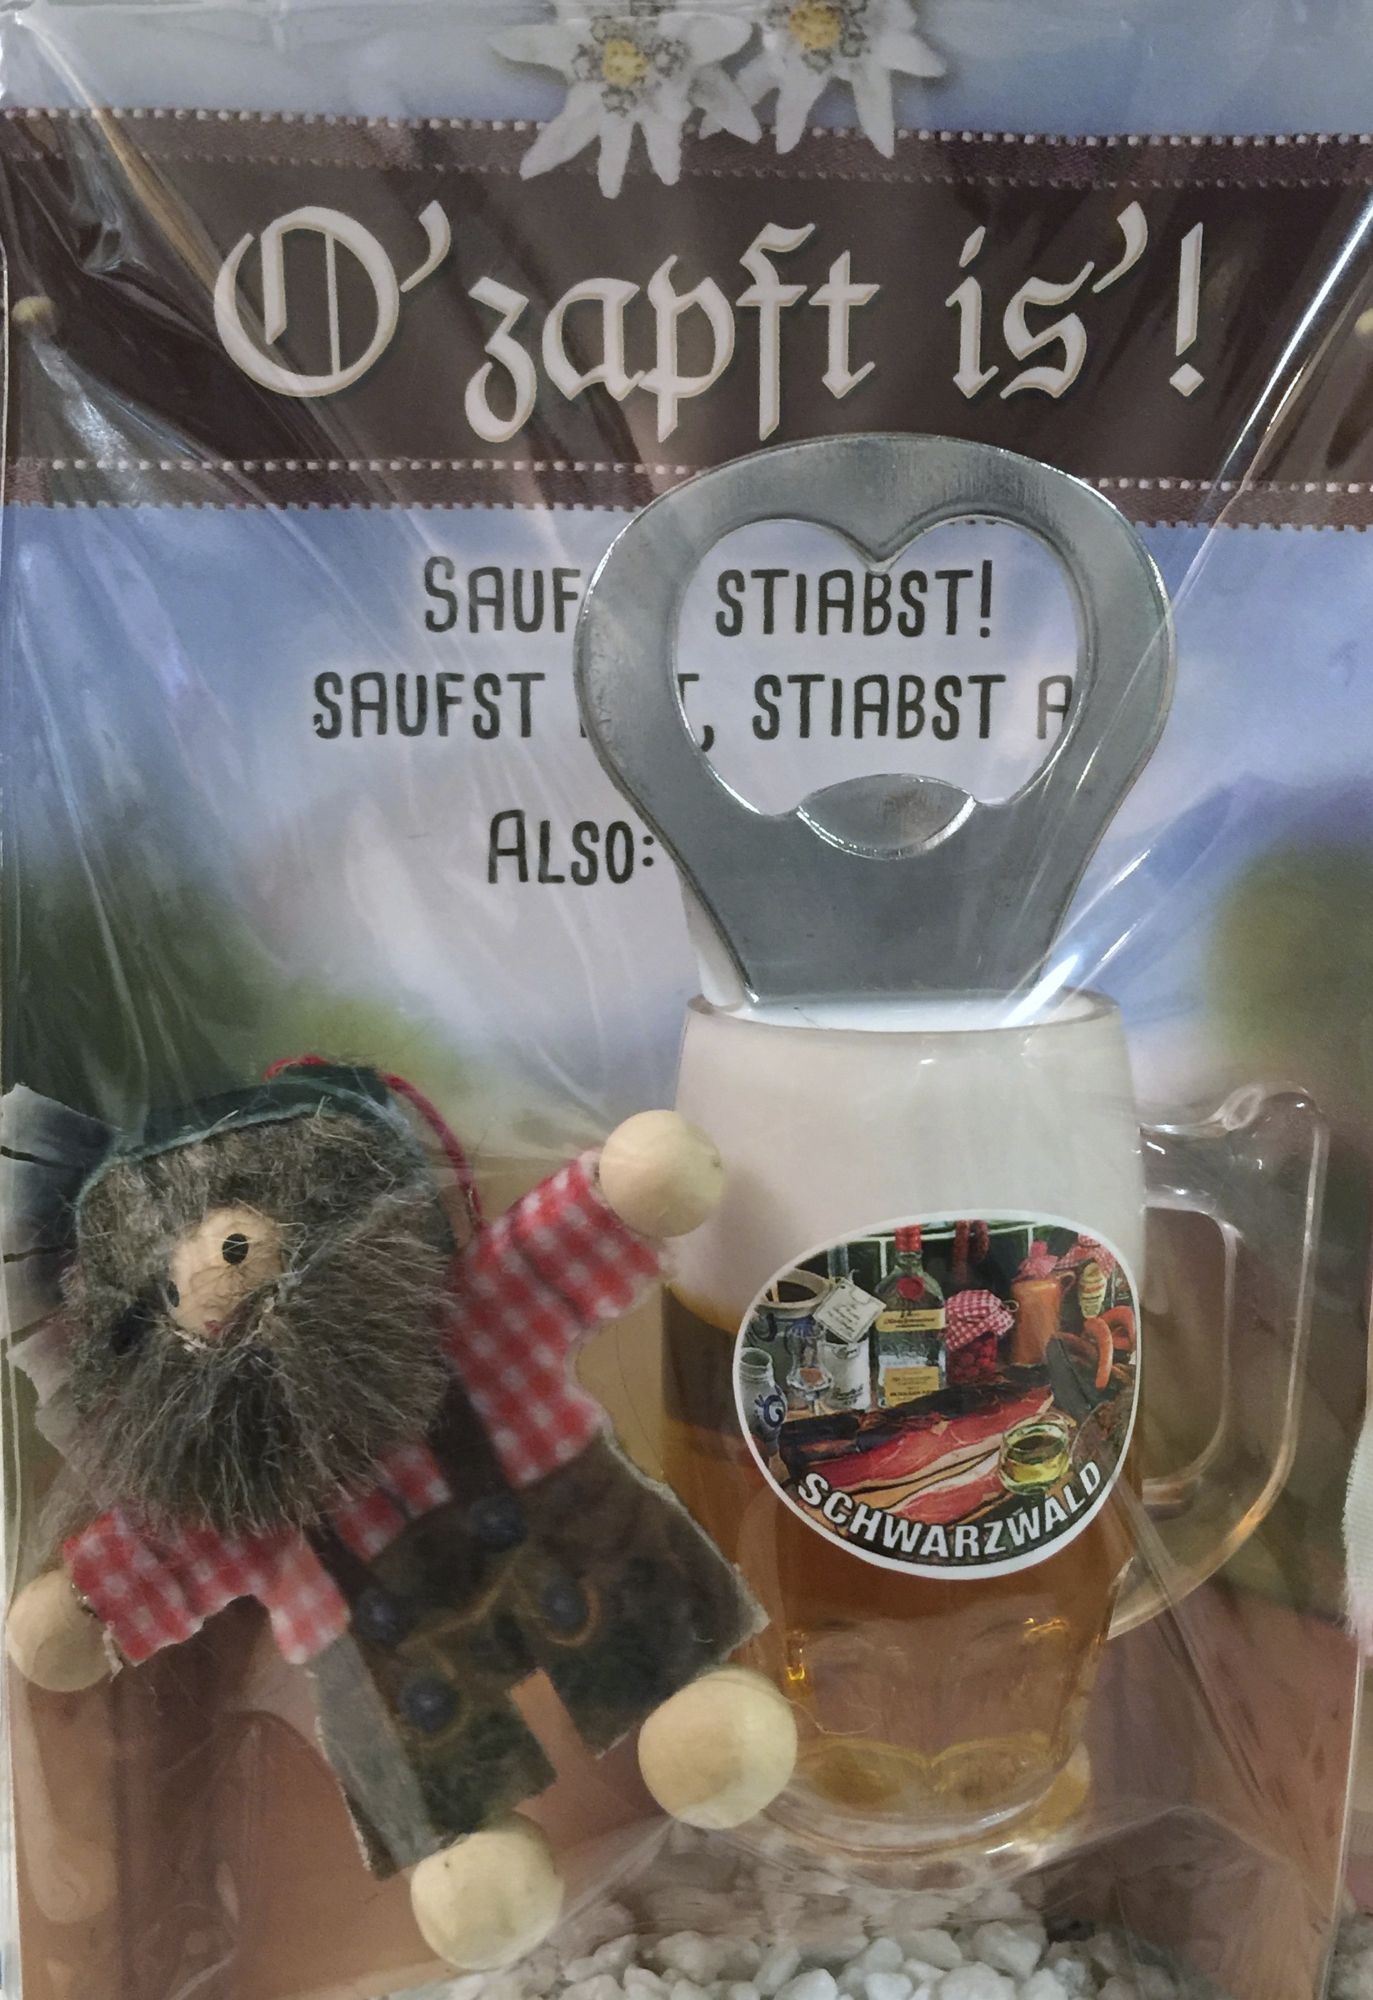 O'zapft is'!
SAUF STIABST!
SAUFST , STIABST A
ALSO:
SCHWARZWALD